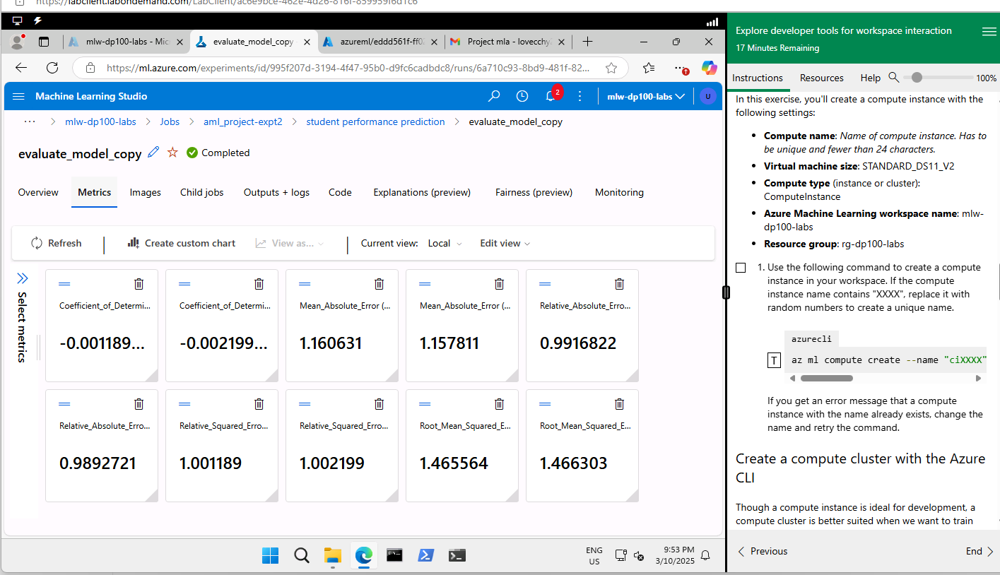 https://labclient.labondemand.com/LabClient/ac6e9bce-462e-4d26-816f-859959f6d1c6
mlw-dp100-labs - Mic
evaluate_model_copy
azureml/eddd561f-ff0
Project mla - lovecchy
https://ml.azure.com/experiments/id/995f207d-3194-4f47-95b0-d9fc6cadbdc8/runs/6a710c93-8bd9-481f-82...
Machine Learning Studio
2
mlw-dp100-labs
U
...
mlw-dp100-labs
Jobs
aml_project-expt2
student performance prediction
evaluate_model_copy
evaluate_model_copy
Completed
Overview
Metrics
Images
Child jobs
Outputs + logs
Code
Explanations (preview)
Fairness (preview)
Monitoring
Refresh
Create custom chart
View as...
Current view:
Local
Edit view
Select metrics
Coefficient_of_Determi...
-0.001189...
Coefficient_of_Determi...
-0.002199...
Mean_Absolute_Error (...
1.160631
Mean_Absolute_Error (...
1.157811
Relative_Absolute_Erro...
0.9916822
Relative_Absolute_Erro...
0.9892721
Relative_Squared_Erro...
1.001189
Relative_Squared_Erro...
1.002199
Root_Mean_Squared_E...
1.465564
Root_Mean_Squared_E...
1.466303
ENG
US
9:53 PM
3/10/2025
Explore developer tools for workspace interaction
17 Minutes Remaining
Instructions
Resources
Help
100%
In this exercise, you'll create a compute instance with the
following settings:
• Compute name: Name of compute instance. Has to
be unique and fewer than 24 characters.
• Virtual machine size: STANDARD_DS11_V2
• Compute type (instance or cluster):
ComputeInstance
• Azure Machine Learning workspace name: mlw-
dp100-labs
• Resource group: rg-dp100-labs
1. Use the following command to create a compute
instance in your workspace. If the compute
instance name contains "XXXX", replace it with
random numbers to create a unique name.
azurecli
T
az ml compute create --name "ciXXXX"
If you get an error message that a compute
instance with the name already exists, change the
name and retry the command.
Create a compute cluster with the Azure
CLI
Though a compute instance is ideal for development, a
compute cluster is better suited when we want to train
Previous
End